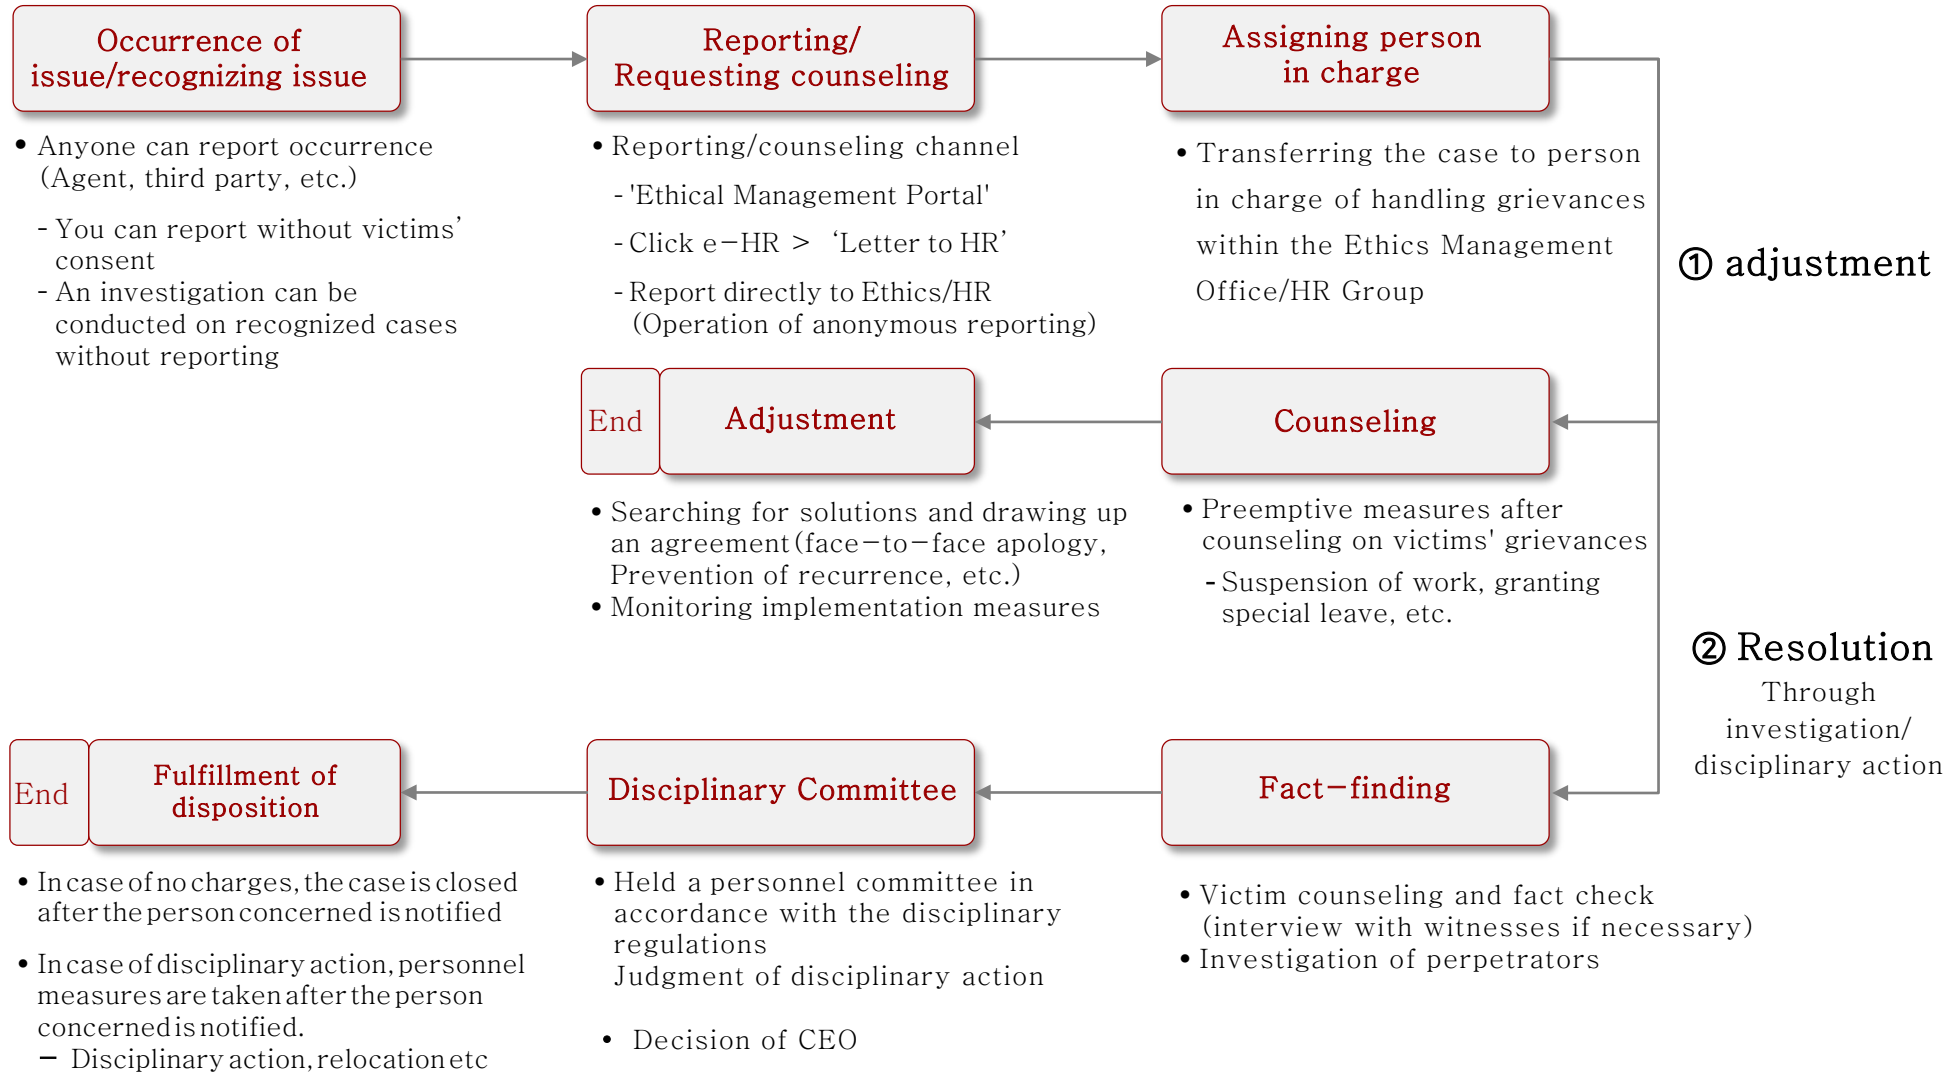 Occurrence of
issue/recognizing issue
Reporting/
Requesting counseling
Assigning person
in charge
• Anyone can report occurrence
(Agent, third party, etc.)
- You can report without victims’
consent
- An investigation can be
conducted on recognized cases
without reporting
• Reporting/counseling channel
- 'Ethical Management Portal'
- Click e-HR > ‘Letter to HR’
- Report directly to Ethics/HR
(Operation of anonymous reporting)
• Transferring the case to person
in charge of handling grievances
within the Ethics Management
Office/HR Group
① adjustment
End
Adjustment
Counseling
• Searching for solutions and drawing up
an agreement(face-to-face apology,
Prevention of recurrence, etc.)
• Monitoring implementation measures
• Preemptive measures after
counseling on victims' grievances
- Suspension of work, granting
special leave, etc.
② Resolution
Through
investigation/
disciplinary action
End
Fulfillment of
disposition
Disciplinary Committee
Fact-finding
• In case of no charges, the case is closed
after the person concerned is notified
• In case of disciplinary action, personnel
measures are taken after the person
concerned is notified.
- Disciplinary action, relocation etc
• Held a personnel committee in
accordance with the disciplinary
regulations
Judgment of disciplinary action
• Decision of CEO
• Victim counseling and fact check
(interview with witnesses if necessary)
• Investigation of perpetrators